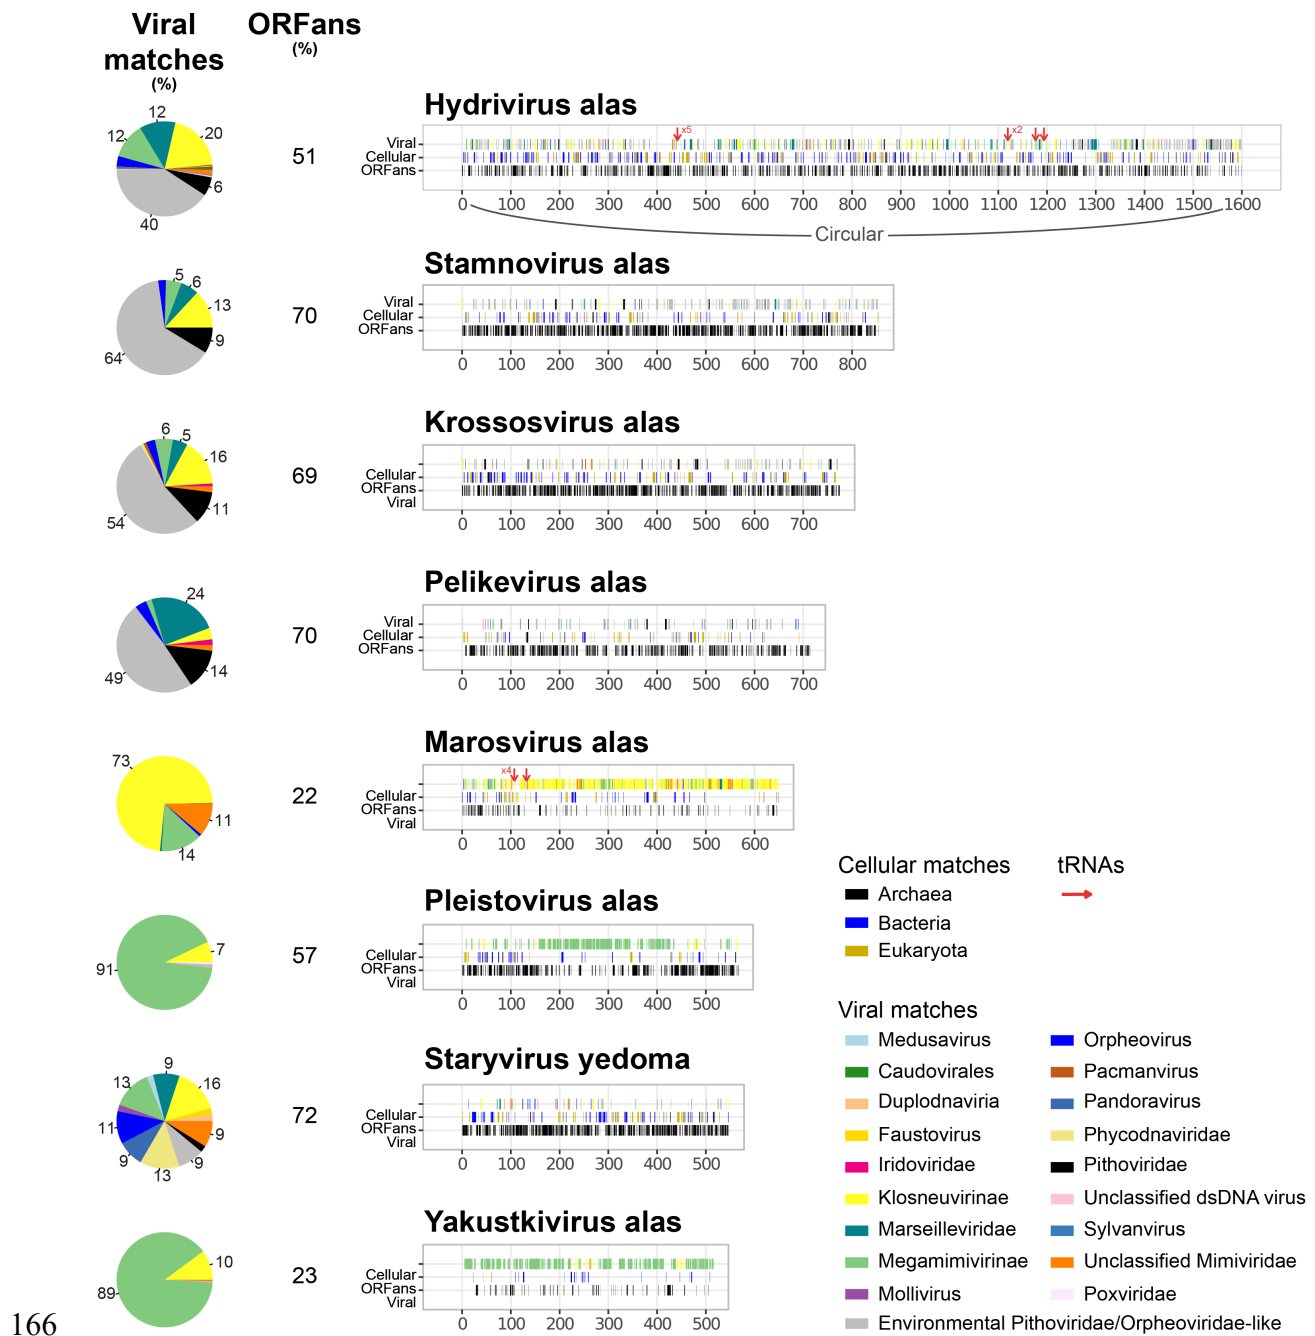 Viral
matches
(%)
ORFans
(%)
Hydrivirus alas
12
12
20
6
40
51
Viral
Cellular
ORFans
x5
x2
0 100 200 300 400 500 600 700 800 900 1000 1100 1200 1300 1400 1500 1600
Circular
Stamnovirus alas
5
6
13
9
64
70
Viral
Cellular
ORFans
0 100 200 300 400 500 600 700 800
Krossosvirus alas
6
5
16
11
54
69
Cellular
ORFans
Viral
0 100 200 300 400 500 600 700
Pelikevirus alas
24
14
49
70
Viral
Cellular
ORFans
0 100 200 300 400 500 600 700
Marosvirus alas
73
11
14
22
x4
Cellular
ORFans
Viral
0 100 200 300 400 500 600
Pleistovirus alas
7
91
57
Cellular
ORFans
Viral
0 100 200 300 400 500
Staryvirus yedoma
9
13
16
11
9
9
13
9
72
Cellular
ORFans
Viral
0 100 200 300 400 500
Yakustkivirus alas
10
89
23
Cellular
ORFans
Viral
0 100 200 300 400 500
Cellular matches
Archaea
Bacteria
Eukaryota
tRNAs
Viral matches
Medusavirus
Caudovirales
Duplodnaviria
Faustovirus
Iridoviridae
Klosneuvirinae
Marseilleviridae
Megamimivirinae
Mollivirus
Environmental Pithoviridae/Orpheoviridae-like
Orpheovirus
Pacmanvirus
Pandoravirus
Phycodnaviridae
Pithoviridae
Unclassified dsDNA virus
Sylvanvirus
Unclassified Mimiviridae
Poxviridae
166